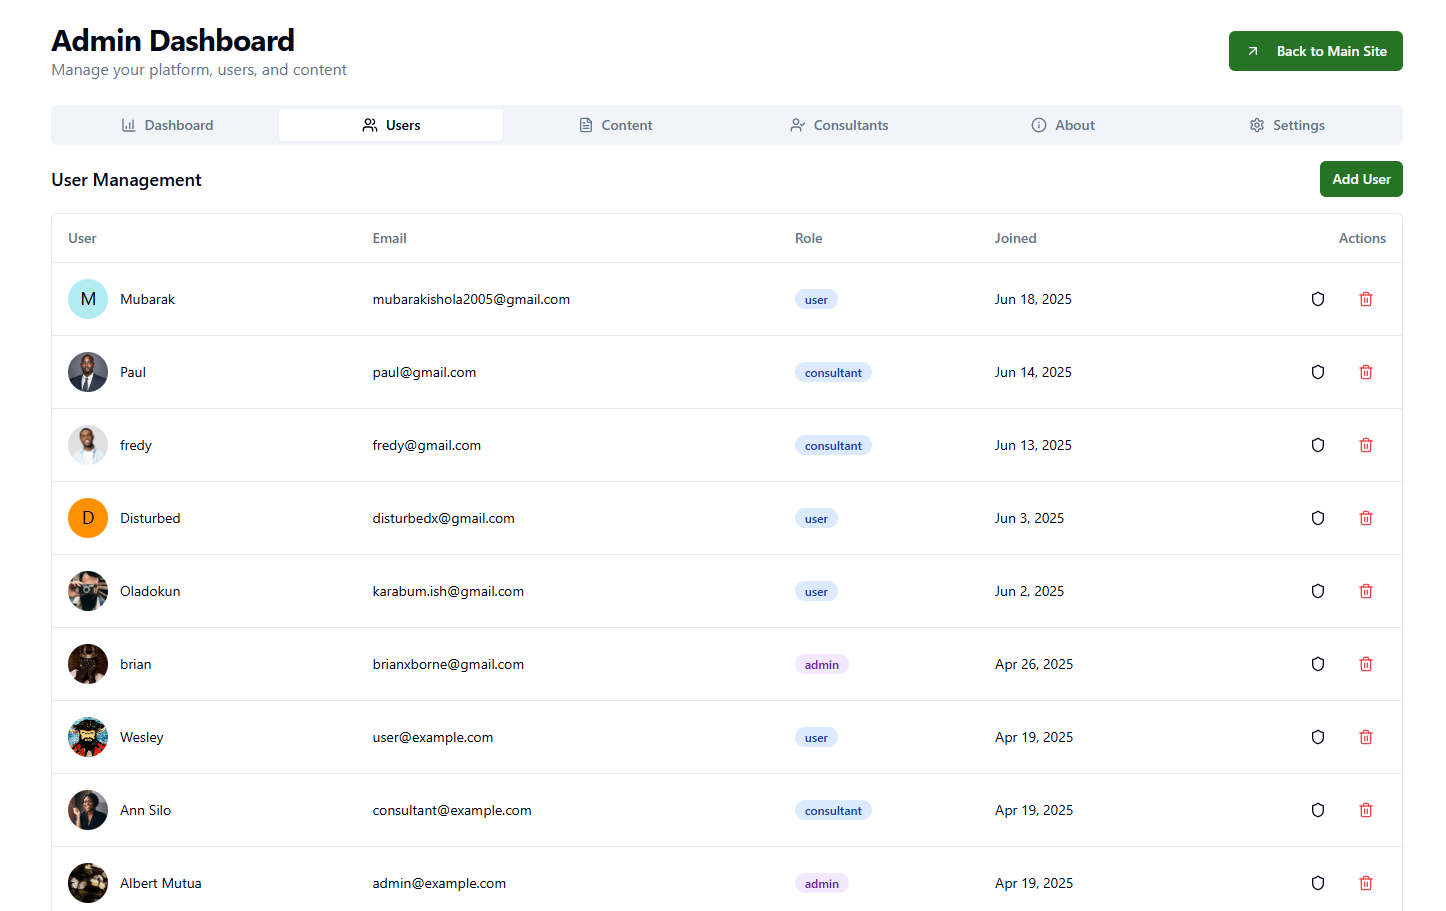 Admin Dashboard
Manage your platform, users, and content
Back to Main Site
Dashboard Users Content Consultants About Settings
User Management
Add User
User Email Role Joined Actions
M Mubarak mubarakishola2005@gmail.com user Jun 18, 2025
Paul paul@gmail.com consultant Jun 14, 2025
fredy fredy@gmail.com consultant Jun 13, 2025
D Disturbed disturbedx@gmail.com user Jun 3, 2025
Oladokun karabum.ish@gmail.com user Jun 2, 2025
brian brianxborne@gmail.com admin Apr 26, 2025
Wesley user@example.com user Apr 19, 2025
Ann Silo consultant@example.com consultant Apr 19, 2025
Albert Mutua admin@example.com admin Apr 19, 2025